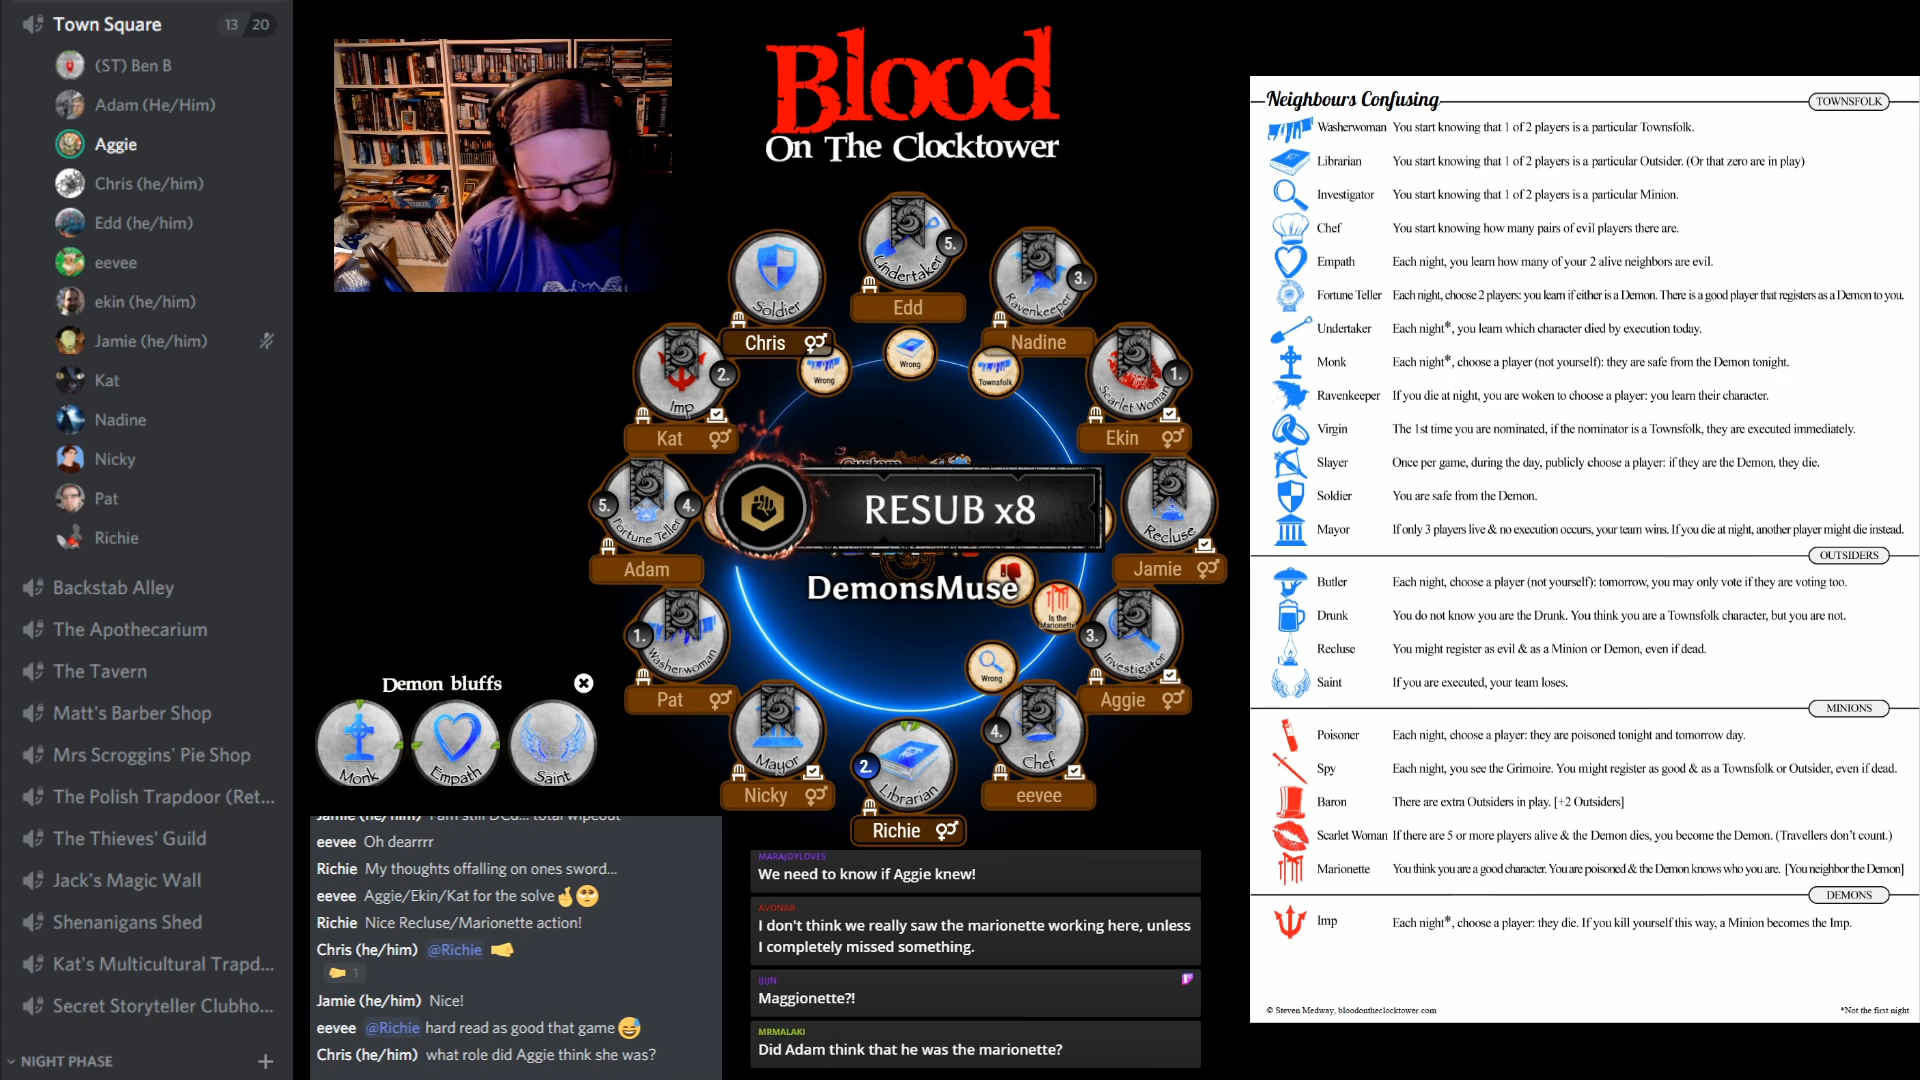 Town Square 13 20
(ST) Ben B
Adam (He/Him)
Aggie
Chris (he/him)
Edd (he/him)
eevee
ekin (he/him)
Jamie (he/him)
Kat
Nadine
Nicky
Pat
Richie
Backstab Alley
The Apothecarium
The Tavern
Matt's Barber Shop
Mrs Scroggins' Pie Shop
The Polish Trapdoor (Ret...
The Thieves' Guild
Jack's Magic Wall
Shenanigans Shed
Kat's Multicultural Trapd...
Secret Storyteller Clubho...
NIGHT PHASE
Blood
On The Clocktower
Undertaker
5.
Edd
Soldier
Chris
Ravenkeeper
3.
Nadine
Wrong
Wrong
Townsfolk
Imp
2.
Kat
Scarlet Woman
1.
Ekin
Fortune Teller
5.
4.
Adam
RESUB x8
DemonsMuse
Recluse
Jamie
Washerwoman
1.
Pat
Is the
Marionette
Investigator
3.
Aggie
Wrong
Mayor
Nicky
Librarian
2.
Richie
Chef
4.
eevee
Demon bluffs
Monk
Empath
Saint
eevee Oh dearrrr
Richie My thoughts offalling on ones sword...
eevee Aggie/Ekin/Kat for the solve
Richie Nice Recluse/Marionette action!
Chris (he/him) @Richie
1
Jamie (he/him) Nice!
eevee @Richie hard read as good that game
Chris (he/him) what role did Aggie think she was?
MARAJOYLOVES
We need to know if Aggie knew!
AVONAR
I don't think we really saw the marionette working here, unless
I completely missed something.
IJIJN
Maggionette?!
MRMALAKI
Did Adam think that he was the marionette?
Neighbours Confusing
TOWNSFOLK
Washerwoman You start knowing that 1 of 2 players is a particular Townsfolk.
Librarian You start knowing that 1 of 2 players is a particular Outsider. (Or that zero are in play)
Investigator You start knowing that 1 of 2 players is a particular Minion.
Chef You start knowing how many pairs of evil players there are.
Empath Each night, you learn how many of your 2 alive neighbors are evil.
Fortune Teller Each night, choose 2 players: you learn if either is a Demon. There is a good player that registers as a Demon to you.
Undertaker Each night*, you learn which character died by execution today.
Monk Each night*, choose a player (not yourself): they are safe from the Demon tonight.
Ravenkeeper If you die at night, you are woken to choose a player: you learn their character.
Virgin The 1st time you are nominated, if the nominator is a Townsfolk, they are executed immediately.
Slayer Once per game, during the day, publicly choose a player: if they are the Demon, they die.
Soldier You are safe from the Demon.
Mayor If only 3 players live & no execution occurs, your team wins. If you die at night, another player might die instead.
OUTSIDERS
Butler Each night, choose a player (not yourself): tomorrow, you may only vote if they are voting too.
Drunk You do not know you are the Drunk. You think you are a Townsfolk character, but you are not.
Recluse You might register as evil & as a Minion or Demon, even if dead.
Saint If you are executed, your team loses.
MINIONS
Poisoner Each night, choose a player: they are poisoned tonight and tomorrow day.
Spy Each night, you see the Grimoire. You might register as good & as a Townsfolk or Outsider, even if dead.
Baron There are extra Outsiders in play. [+2 Outsiders]
Scarlet Woman If there are 5 or more players alive & the Demon dies, you become the Demon. (Travellers don't count.)
Marionette You think you are a good character. You are poisoned & the Demon knows who you are. [You neighbor the Demon]
DEMONS
Imp Each night*, choose a player: they die. If you kill yourself this way, a Minion becomes the Imp.
© Steven Medway, bloodontheclocktower.com
*Not the first night.